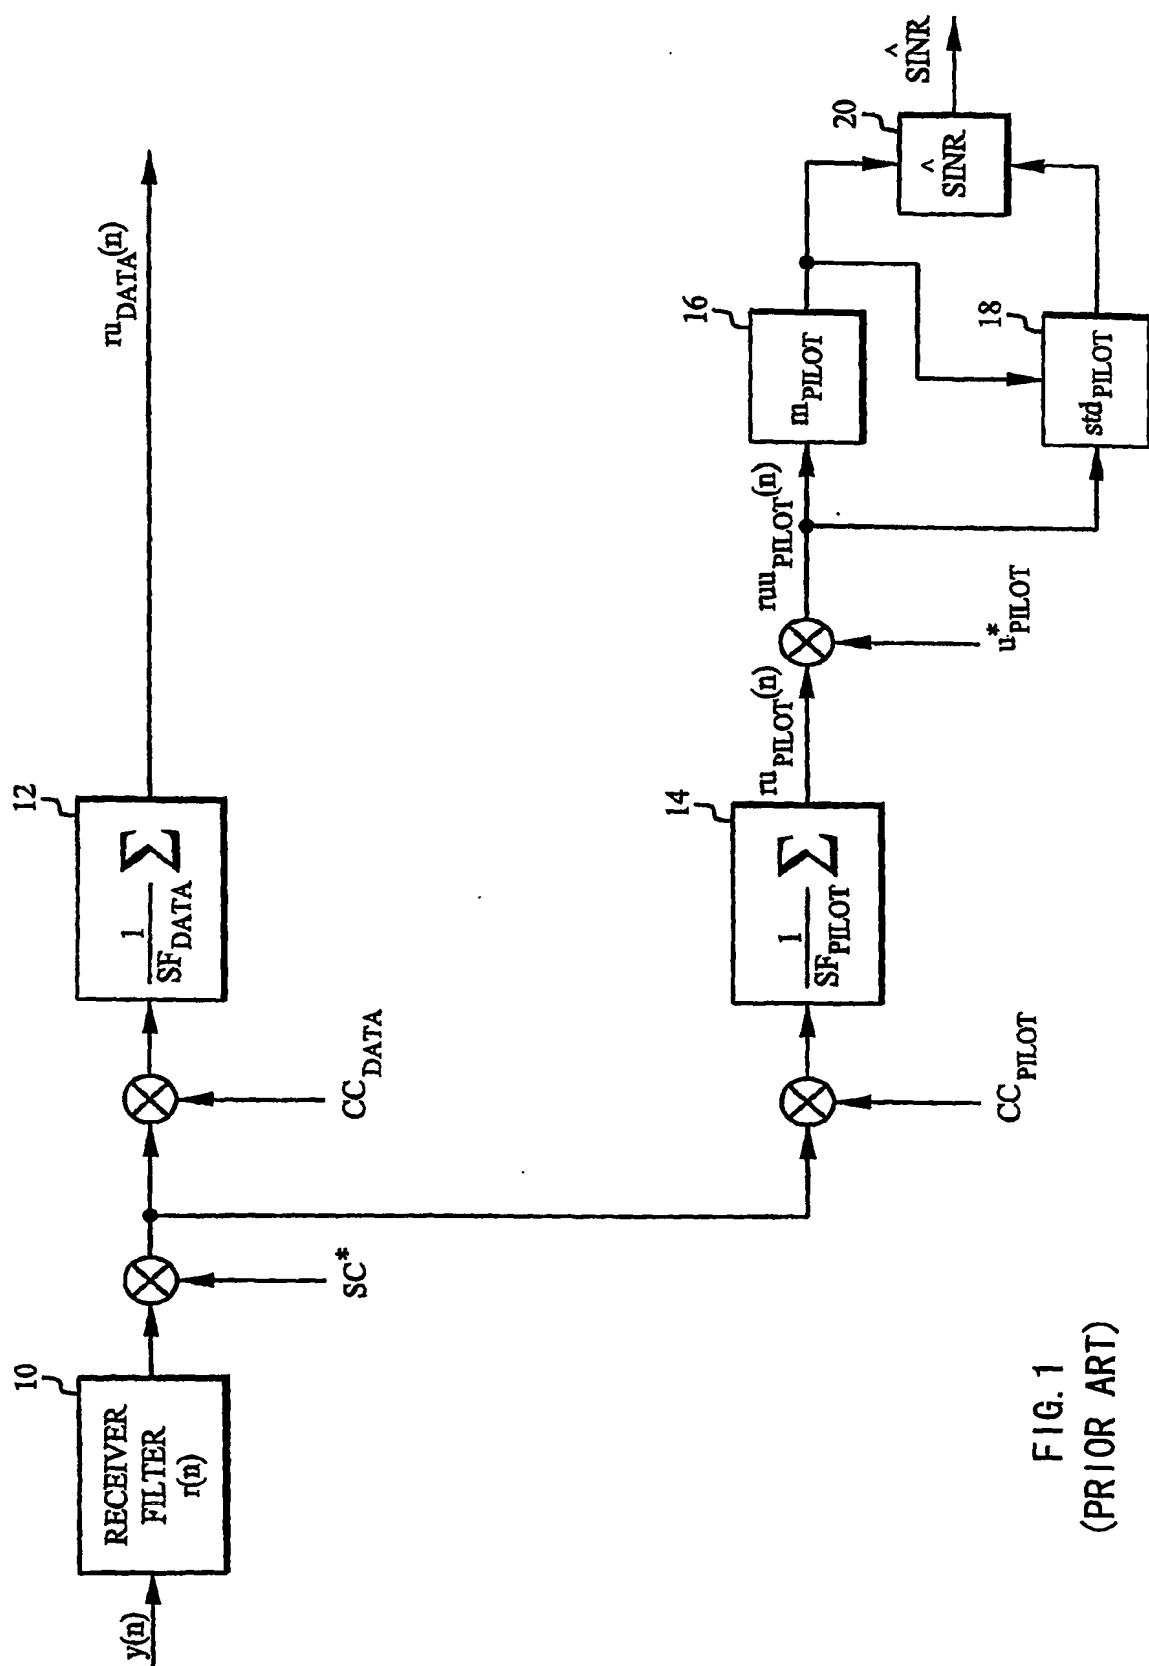 y(n)
10
RECEIVER
FILTER
r(n)
SC*
CC_DATA
12
1
SF_DATA
Σ
ru_DATA(n)
CC_PILOT
14
1
SF_PILOT
Σ
ru_PILOT(n)
u*_PILOT
ruu_PILOT(n)
16
m_PILOT
18
std_PILOT
20
^
SINR
^
SINR
FIG. 1
(PRIOR ART)